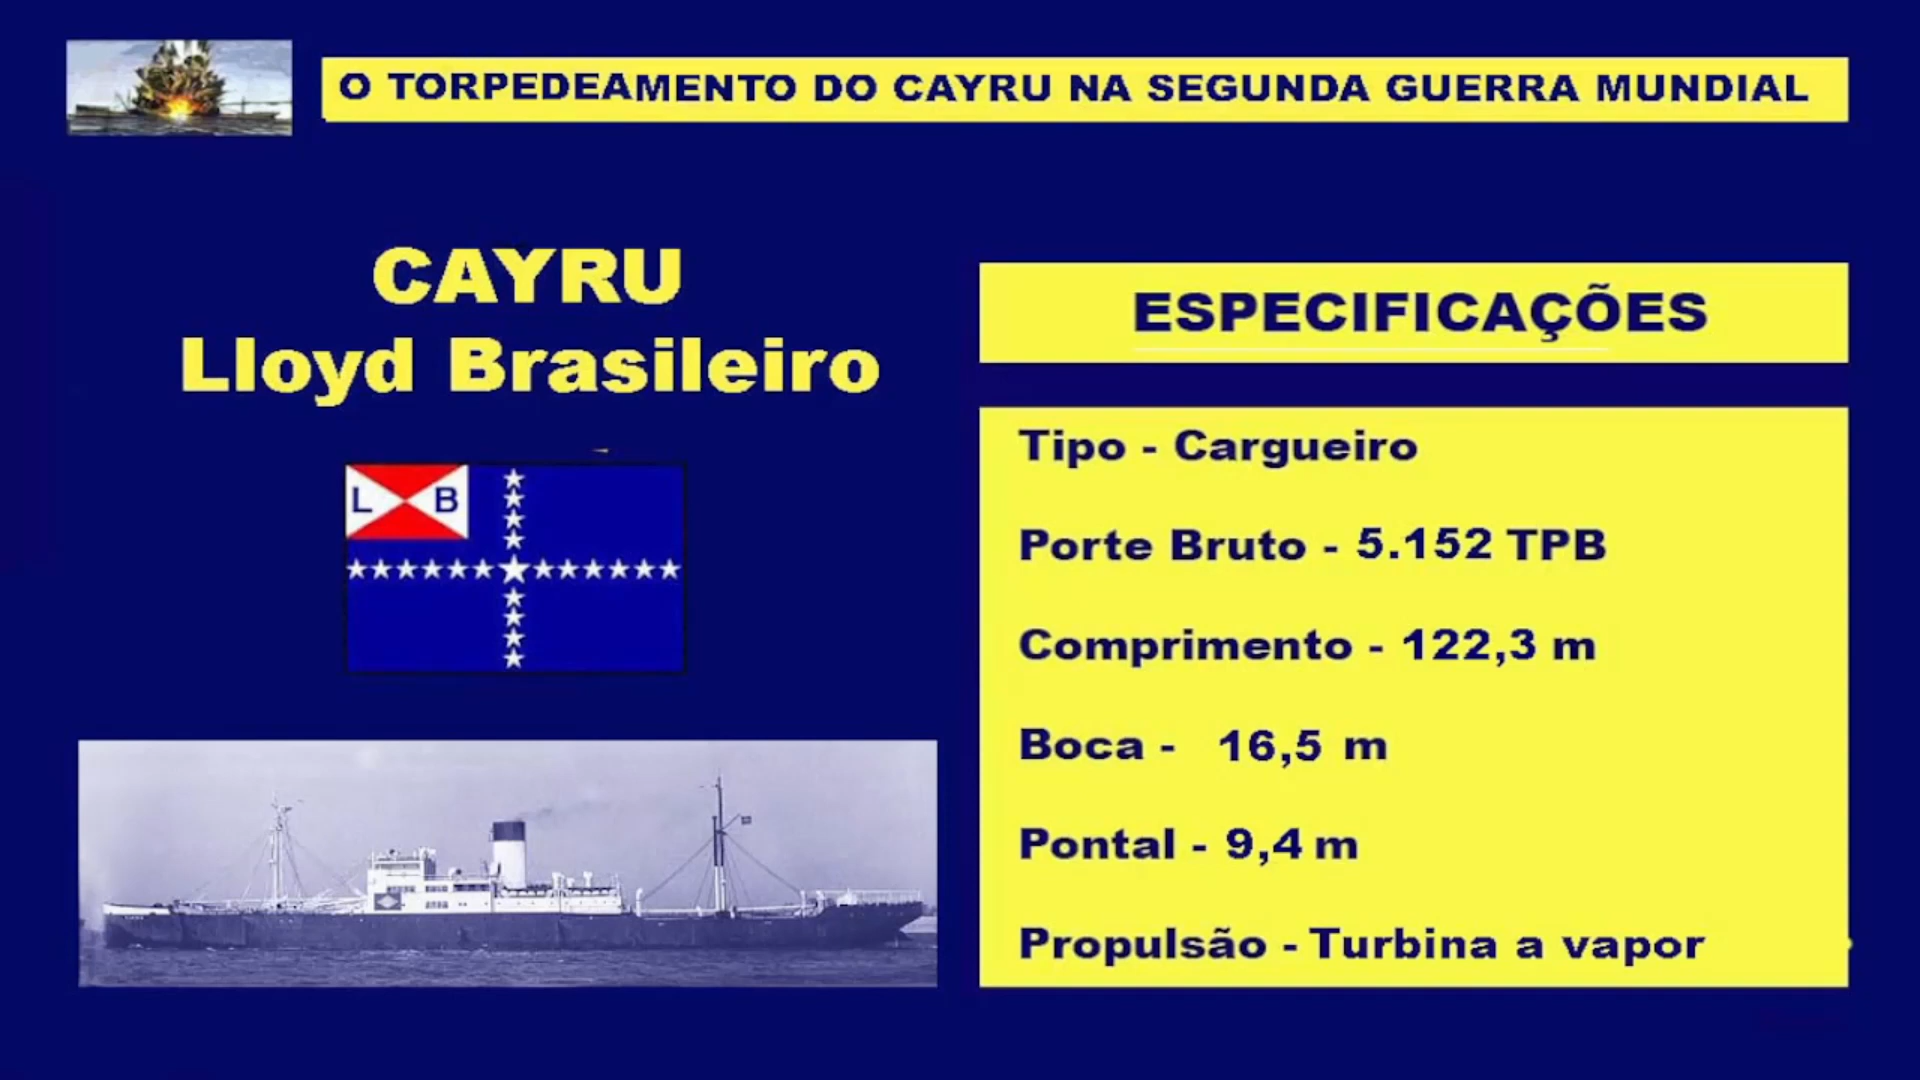 O TORPEDEAMENTO DO CAYRU NA SEGUNDA GUERRA MUNDIAL
CAYRU
Lloyd Brasileiro
L B
ESPECIFICAÇÕES
Tipo - Cargueiro
Porte Bruto - 5.152 TPB
Comprimento - 122,3 m
Boca - 16,5 m
Pontal - 9,4 m
Propulsão - Turbina a vapor